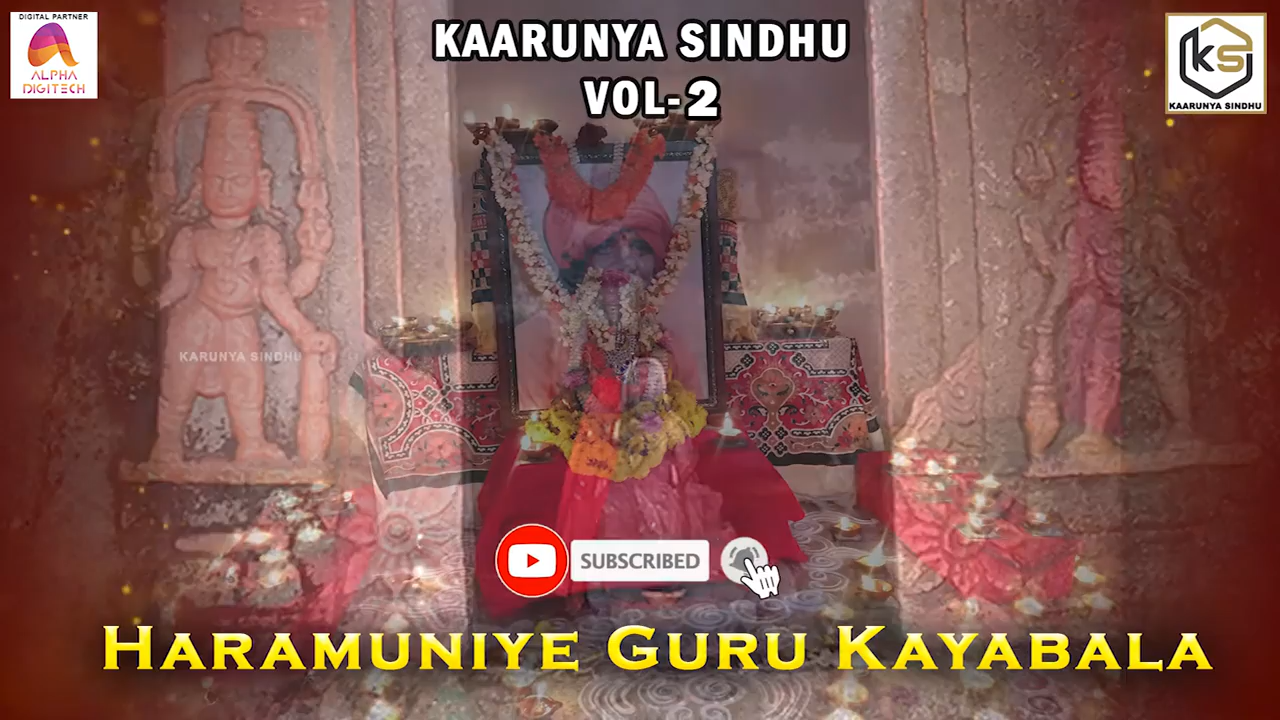 DIGITAL PARTNER
ALPHA
DIGITECH
KAARUNYA SINDHU
VOL-2
KS
KAARUNYA SINDHU
KARUNYA SINDHU
SUBSCRIBED
HARAMUNIYE GURU KAYABALA